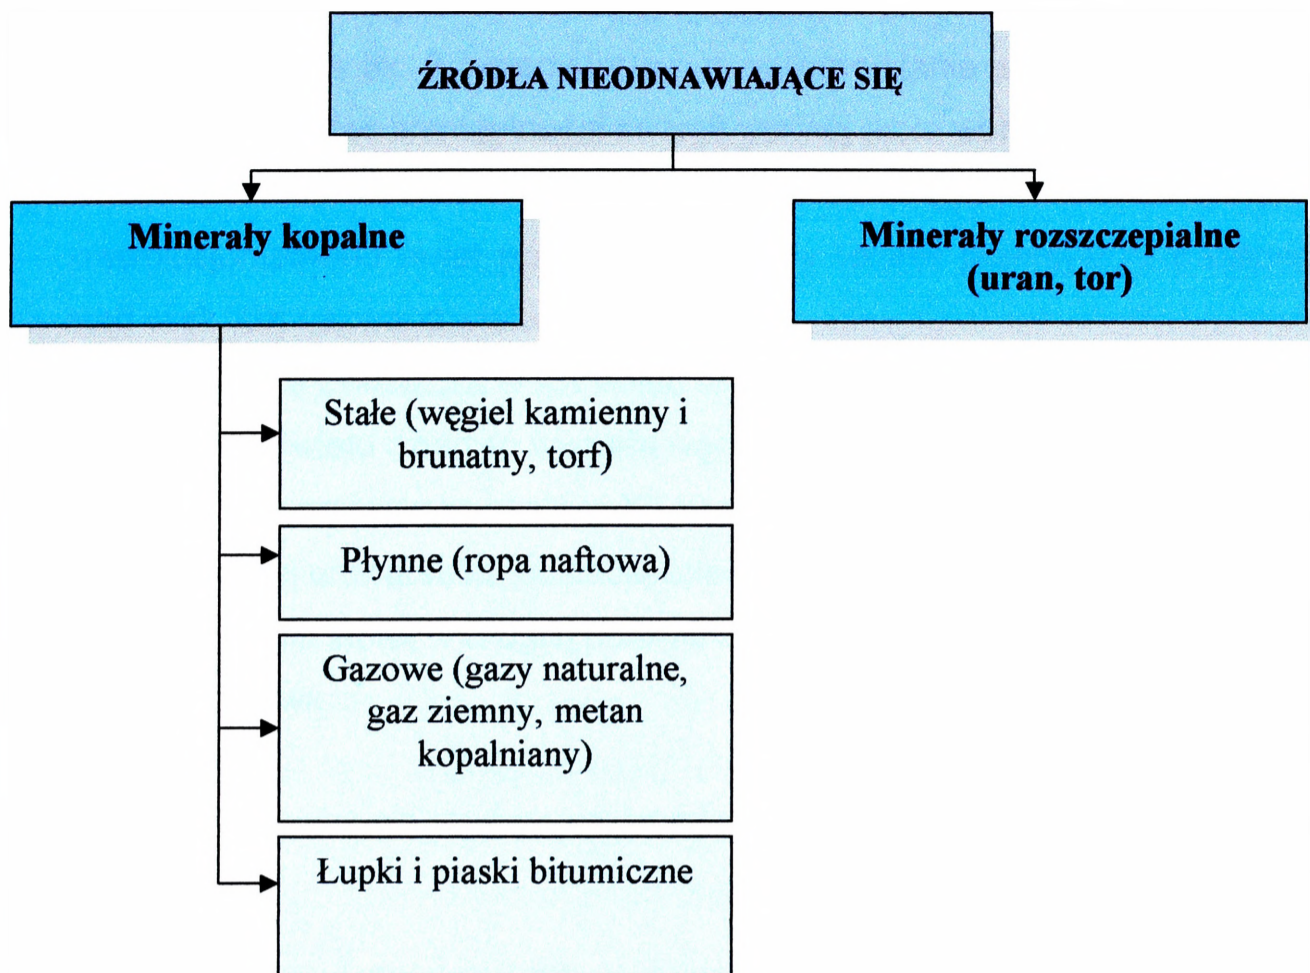 ŹRÓDŁA NIEODNAWIAJĄCE SIĘ
Minerały kopalne
Minerały rozszczepialne
(uran, tor)
Stałe (węgiel kamienny i
brunatny, torf)
Płynne (ropa naftowa)
Gazowe (gazy naturalne,
gaz ziemny, metan
kopalniany)
Łupki i piaski bitumiczne